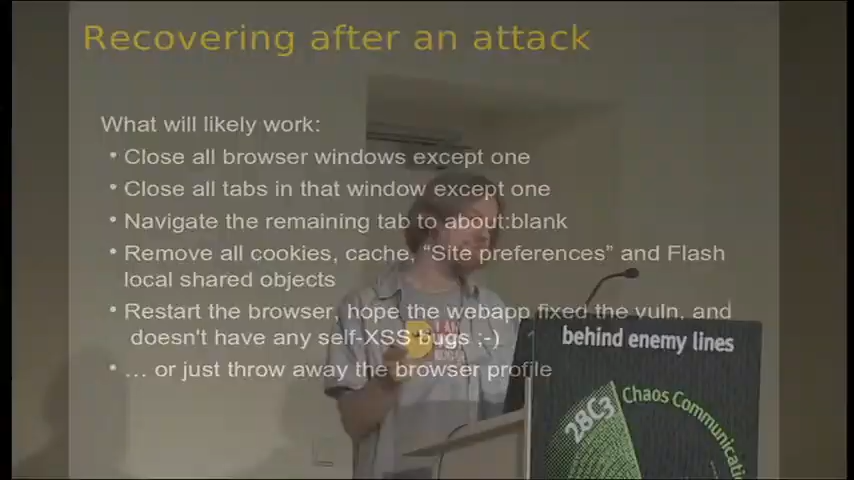 Recovering after an attack
What will likely work:
• Close all browser windows except one
• Close all tabs in that window except one
• Navigate the remaining tab to about:blank
• Remove all cookies, cache, “Site preferences” and Flash
local shared objects
• Restart the browser, hope the webapp fixed the vuln, and
doesn't have any self-XSS bugs ;-)
• … or just throw away the browser profile
behind enemy lines
28C3
Chaos Communicatio